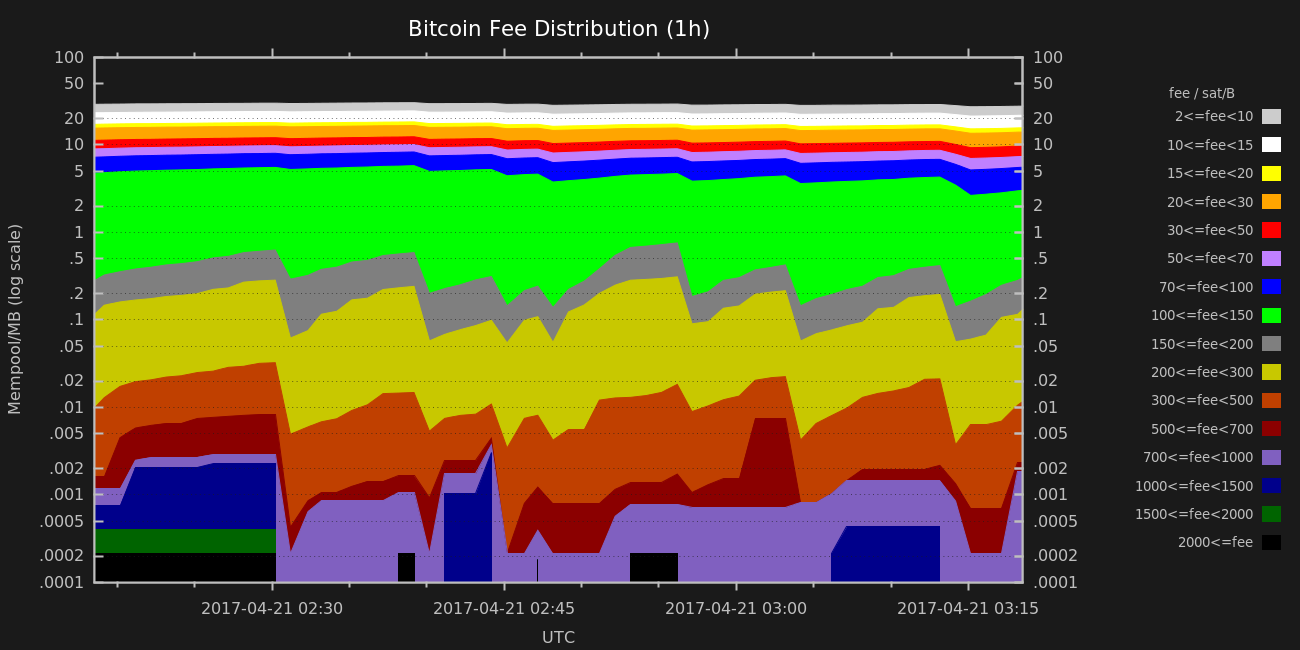 Bitcoin Fee Distribution (1h)
100
50
20
10
5
2
1
.5
.2
.1
.05
.02
.01
.005
.002
.001
.0005
.0002
.0001
Mempool/MB (log scale)
100
50
20
10
5
2
1
.5
.2
.1
.05
.02
.01
.005
.002
.001
.0005
.0002
.0001
2017-04-21 02:30
2017-04-21 02:45
2017-04-21 03:00
2017-04-21 03:15
UTC
fee / sat/B
2<=fee<10
10<=fee<15
15<=fee<20
20<=fee<30
30<=fee<50
50<=fee<70
70<=fee<100
100<=fee<150
150<=fee<200
200<=fee<300
300<=fee<500
500<=fee<700
700<=fee<1000
1000<=fee<1500
1500<=fee<2000
2000<=fee